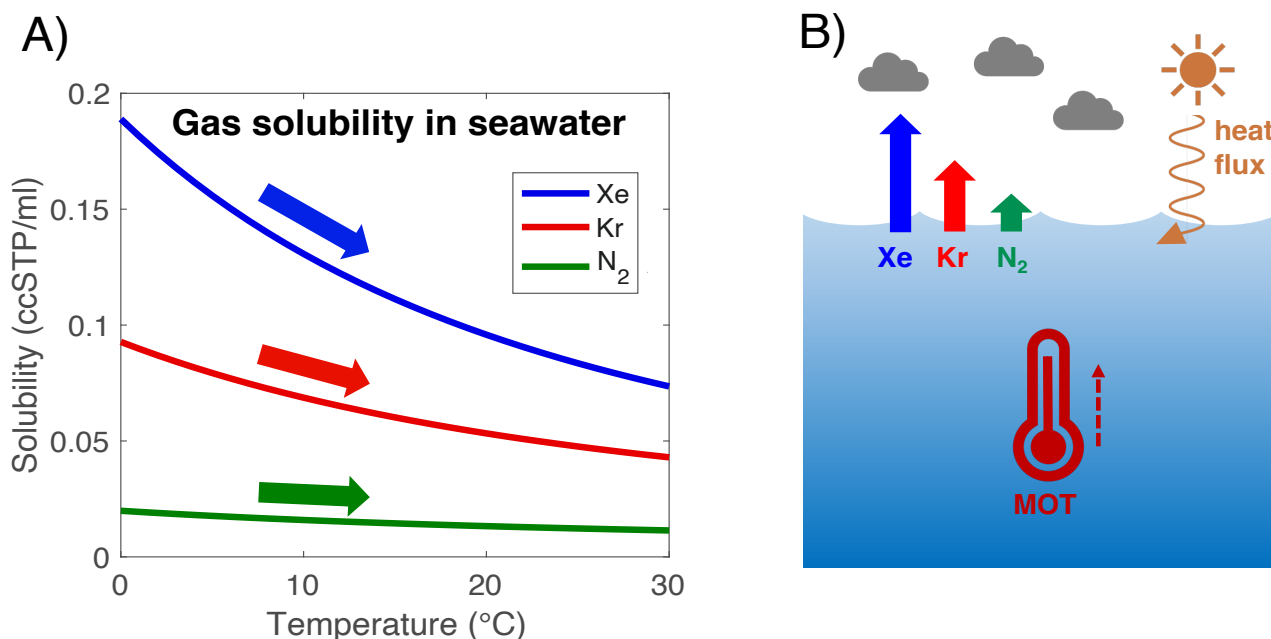 A)
Gas solubility in seawater
Solubility (ccSTP/ml)
0.2
0.15
0.1
0.05
0
Xe
Kr
N₂
0 10 20 30
Temperature (°C)
B)
heat
flux
Xe Kr N₂
MOT